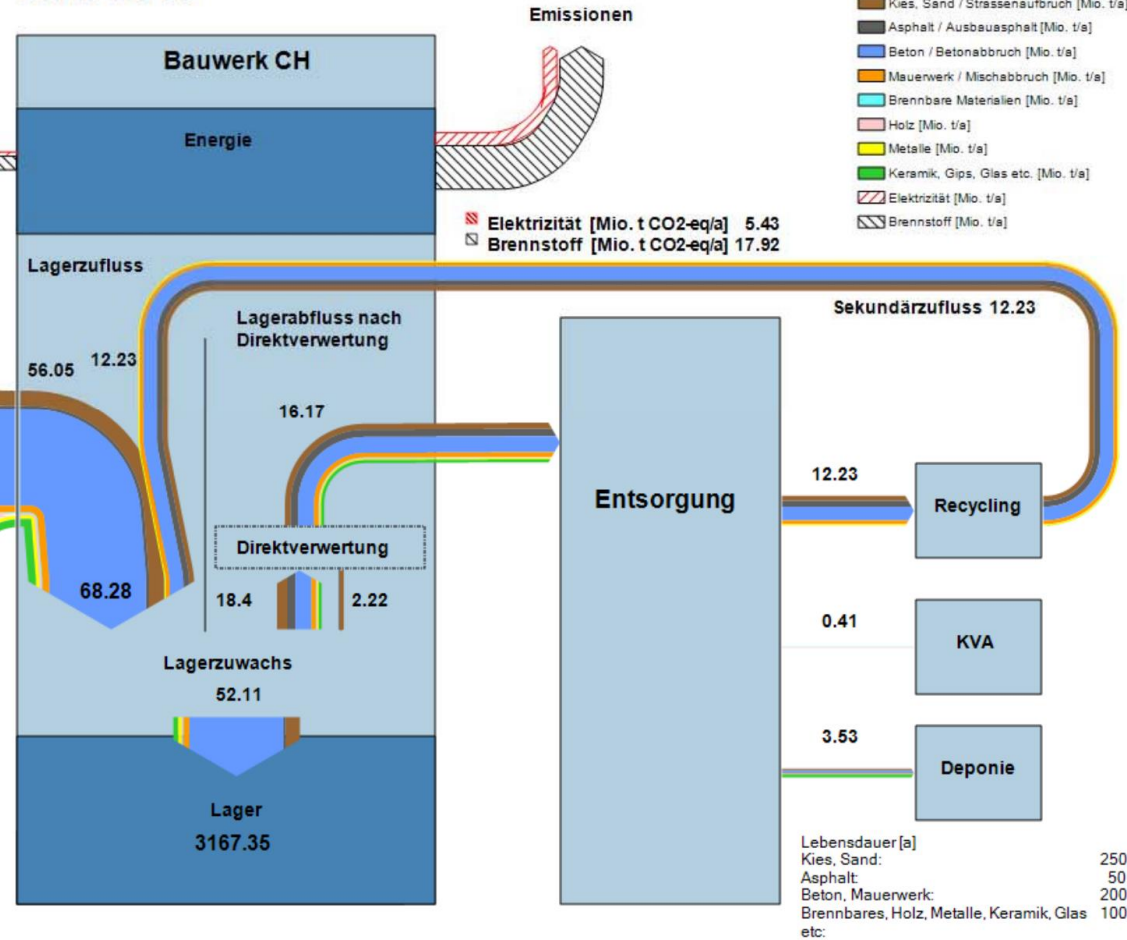 Emissionen
Kies, Sand / Strassenaufbruch [Mio. t/a]
Asphalt / Ausbauasphalt [Mio. t/a]
Beton / Betonabbruch [Mio. t/a]
Mauerwerk / Mischabbruch [Mio. t/a]
Brennbare Materialien [Mio. t/a]
Holz [Mio. t/a]
Metalle [Mio. t/a]
Keramik, Gips, Glas etc. [Mio. t/a]
Elektrizität [Mio. t/a]
Brennstoff [Mio. t/a]
Bauwerk CH
Energie
Elektrizität [Mio. t CO2-eq/a] 5.43
Brennstoff [Mio. t CO2-eq/a] 17.92
Lagerzufluss
Sekundärzufluss 12.23
Lagerabfluss nach
Direktverwertung
56.05
12.23
16.17
12.23
Entsorgung
Recycling
Direktverwertung
68.28
18.4
2.22
0.41
KVA
Lagerzuwachs
52.11
3.53
Deponie
Lager
3167.35
Lebensdauer [a]
Kies, Sand: 250
Asphalt: 50
Beton, Mauerwerk: 200
Brennbares, Holz, Metalle, Keramik, Glas 100
etc: